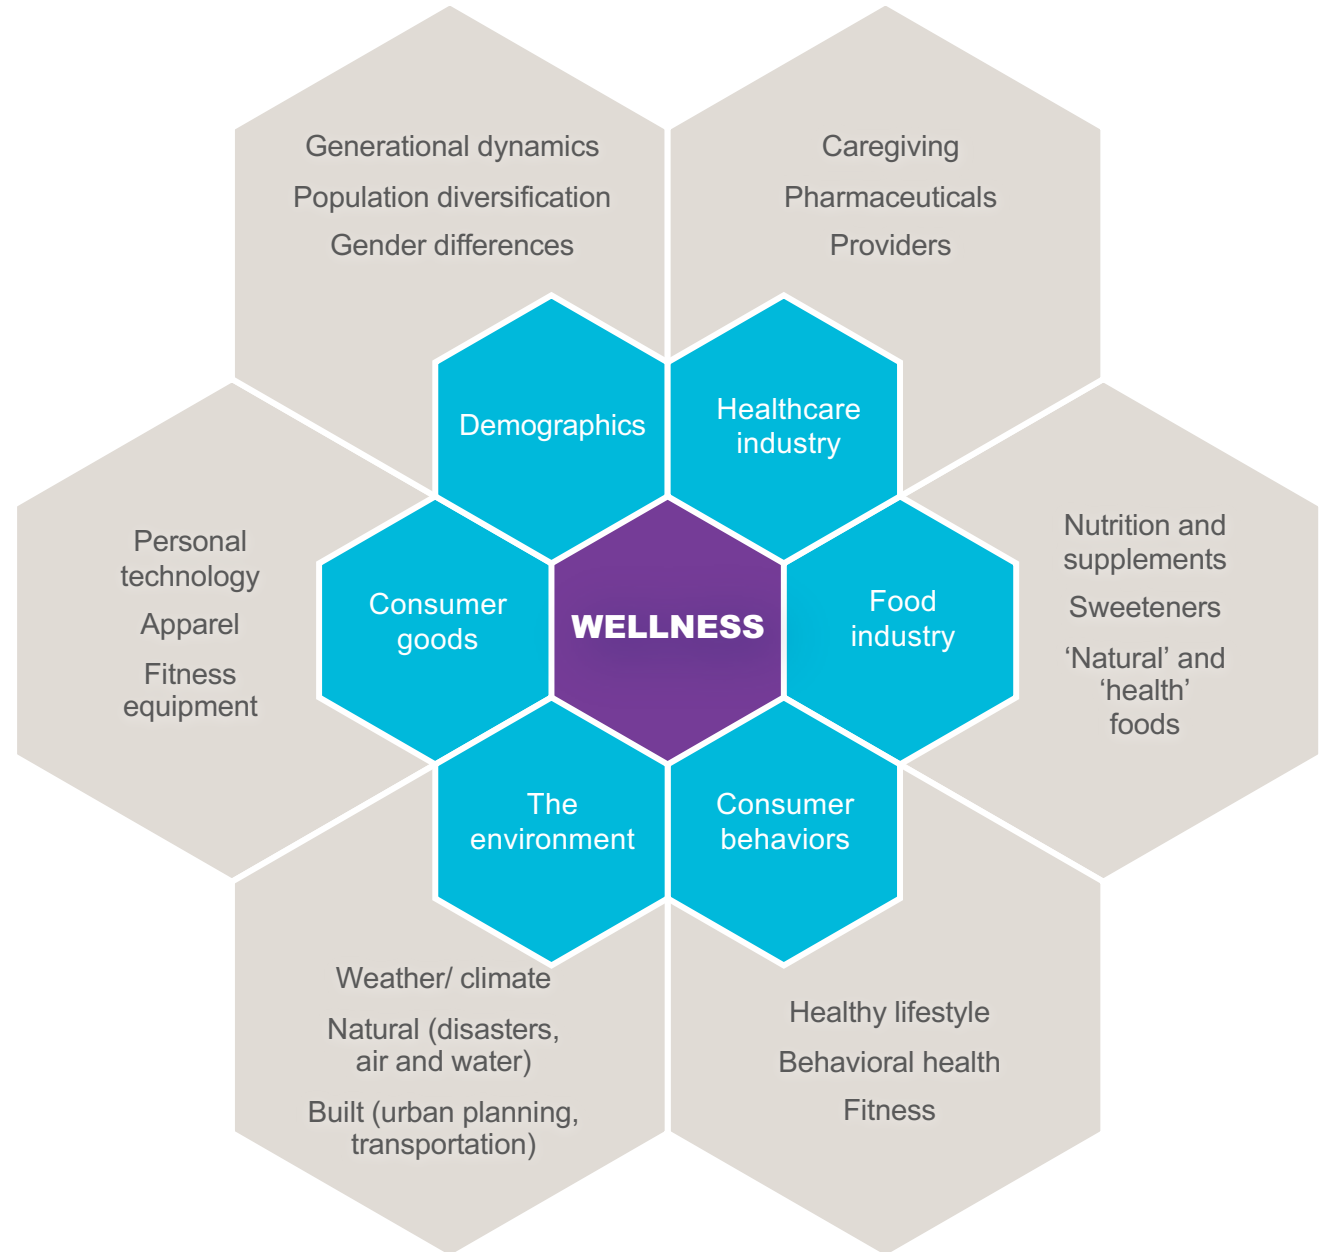 Generational dynamics
Population diversification
Gender differences
Caregiving
Pharmaceuticals
Providers
Demographics
Healthcare
industry
Personal
technology
Apparel
Fitness
equipment
Consumer
goods
WELLNESS
Food
industry
Nutrition and
supplements
Sweeteners
‘Natural’ and
‘health’
foods
The
environment
Consumer
behaviors
Weather/ climate
Natural (disasters,
air and water)
Built (urban planning,
transportation)
Healthy lifestyle
Behavioral health
Fitness